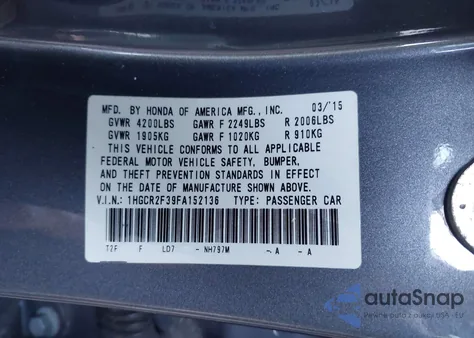 MFD. BY HONDA OF AMERICA MFG., INC. 03/'15
GVWR 4200LBS GAWR F 2249LBS R 2006LBS
GVWR 1905KG GAWR F 1020KG R 910KG
THIS VEHICLE CONFORMS TO ALL APPLICABLE
FEDERAL MOTOR VEHICLE SAFETY, BUMPER,
AND THEFT PREVENTION STANDARDS IN EFFECT
ON THE DATE OF MANUFACTURE SHOWN ABOVE.
V.I.N.: 1HGCR2F39FA152136 TYPE: PASSENGER CAR
T2F F LD7 - NH797M -.A -.A
autoSnap